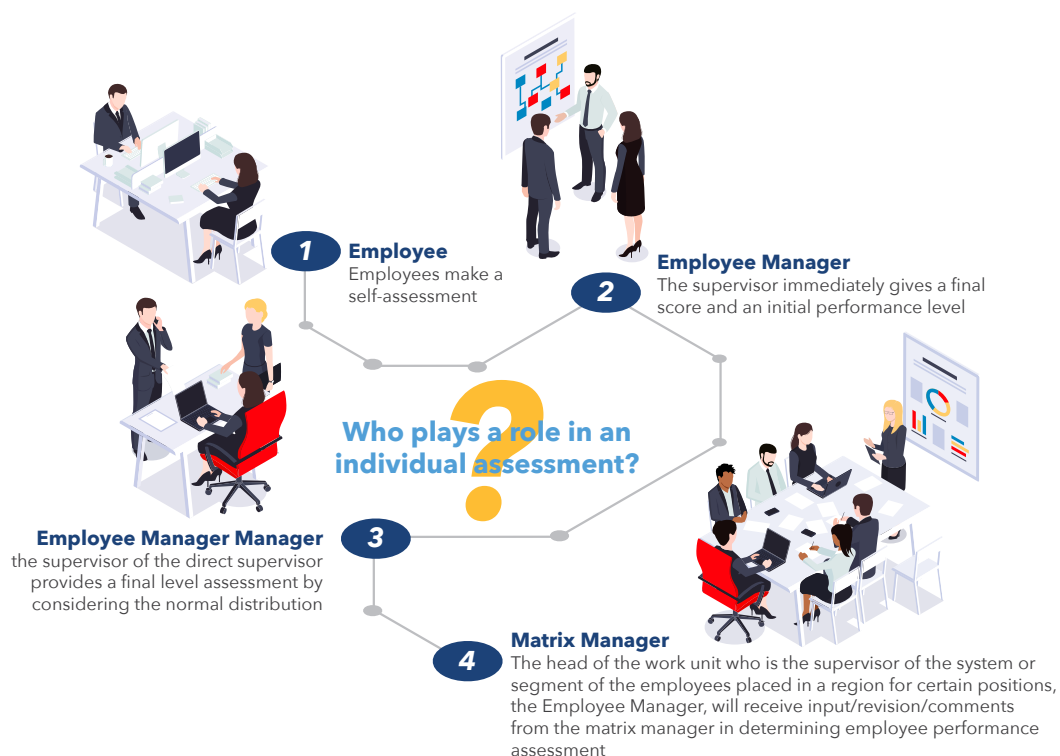 1
Employee
Employees make a
self-assessment
2
Employee Manager
The supervisor immediately gives a final
score and an initial performance level
?
Who plays a role in an
individual assessment?
3
Employee Manager Manager
the supervisor of the direct supervisor
provides a final level assessment by
considering the normal distribution
4
Matrix Manager
The head of the work unit who is the supervisor of the system or
segment of the employees placed in a region for certain positions,
the Employee Manager, will receive input/revision/comments
from the matrix manager in determining employee performance
assessment